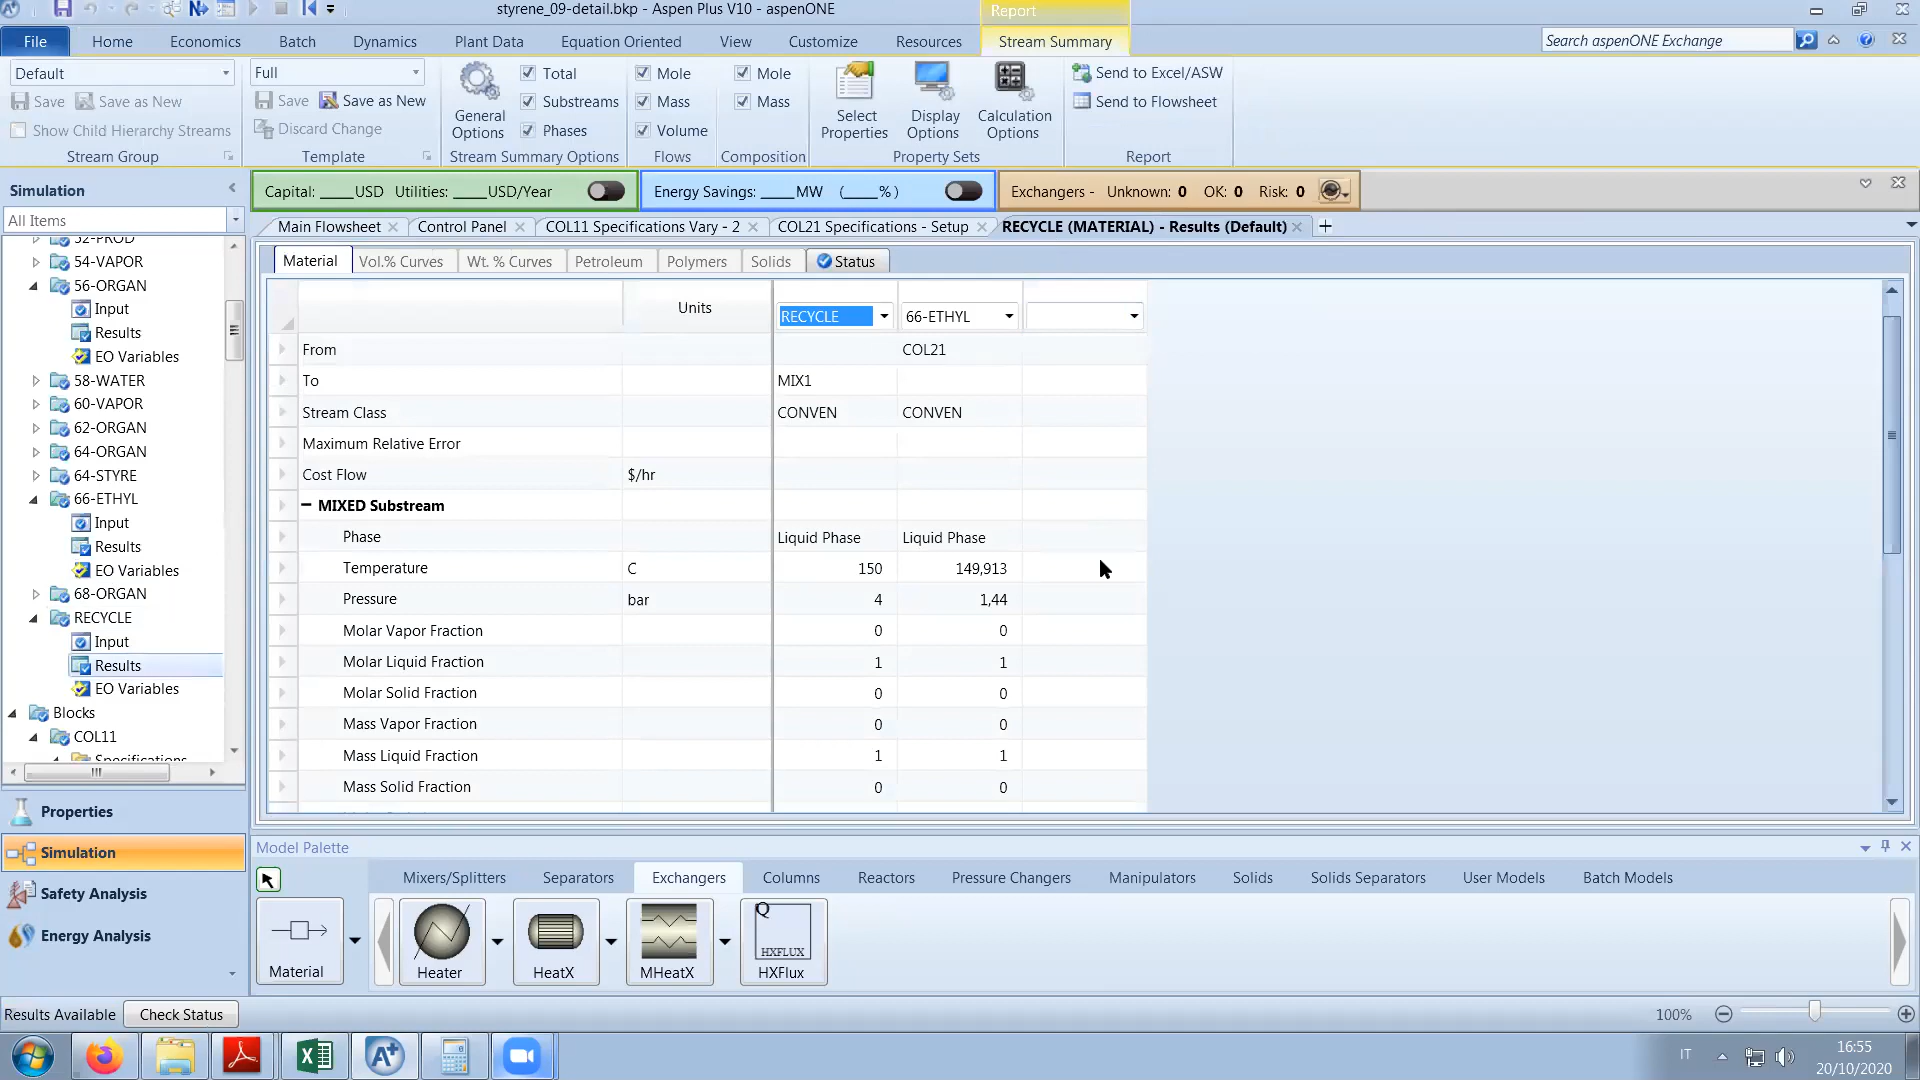 styrene_09-detail.bkp - Aspen Plus V10 - aspenONE
Report
File Home Economics Batch Dynamics Plant Data Equation Oriented View Customize Resources Stream Summary
Search aspenONE Exchange
Default
Save Save as New
Show Child Hierarchy Streams
Stream Group
Full
Save Save as New
Discard Change
Template
General Options
Total
Substreams
Phases
Stream Summary Options
Mole
Mass
Volume
Flows
Mole
Mass
Composition
Select Properties
Display Options
Calculation Options
Property Sets
Send to Excel/ASW
Send to Flowsheet
Report
Simulation
Capital: ____USD Utilities: ____USD/Year
Energy Savings: ____MW (____%)
Exchangers - Unknown: 0 OK: 0 Risk: 0
All Items
Main Flowsheet Control Panel COL11 Specifications Vary - 2 COL21 Specifications - Setup RECYCLE (MATERIAL) - Results (Default)
52-PROD
54-VAPOR
56-ORGAN
Input
Results
EO Variables
58-WATER
60-VAPOR
62-ORGAN
64-ORGAN
64-STYRE
66-ETHYL
Input
Results
EO Variables
68-ORGAN
RECYCLE
Input
Results
EO Variables
Blocks
COL11
Specifications
Properties
Simulation
Safety Analysis
Energy Analysis
Material Vol.% Curves Wt. % Curves Petroleum Polymers Solids Status
Units RECYCLE 66-ETHYL
From COL21
To MIX1
Stream Class CONVEN CONVEN
Maximum Relative Error
Cost Flow $/hr
MIXED Substream
Phase Liquid Phase Liquid Phase
Temperature C 150 149,913
Pressure bar 4 1,44
Molar Vapor Fraction 0 0
Molar Liquid Fraction 1 1
Molar Solid Fraction 0 0
Mass Vapor Fraction 0 0
Mass Liquid Fraction 1 1
Mass Solid Fraction 0 0
Model Palette
Mixers/Splitters Separators Exchangers Columns Reactors Pressure Changers Manipulators Solids Solids Separators User Models Batch Models
Q
HXFLUX
Material Heater HeatX MHeatX HXFlux
Results Available Check Status
100%
IT
16:55
20/10/2020